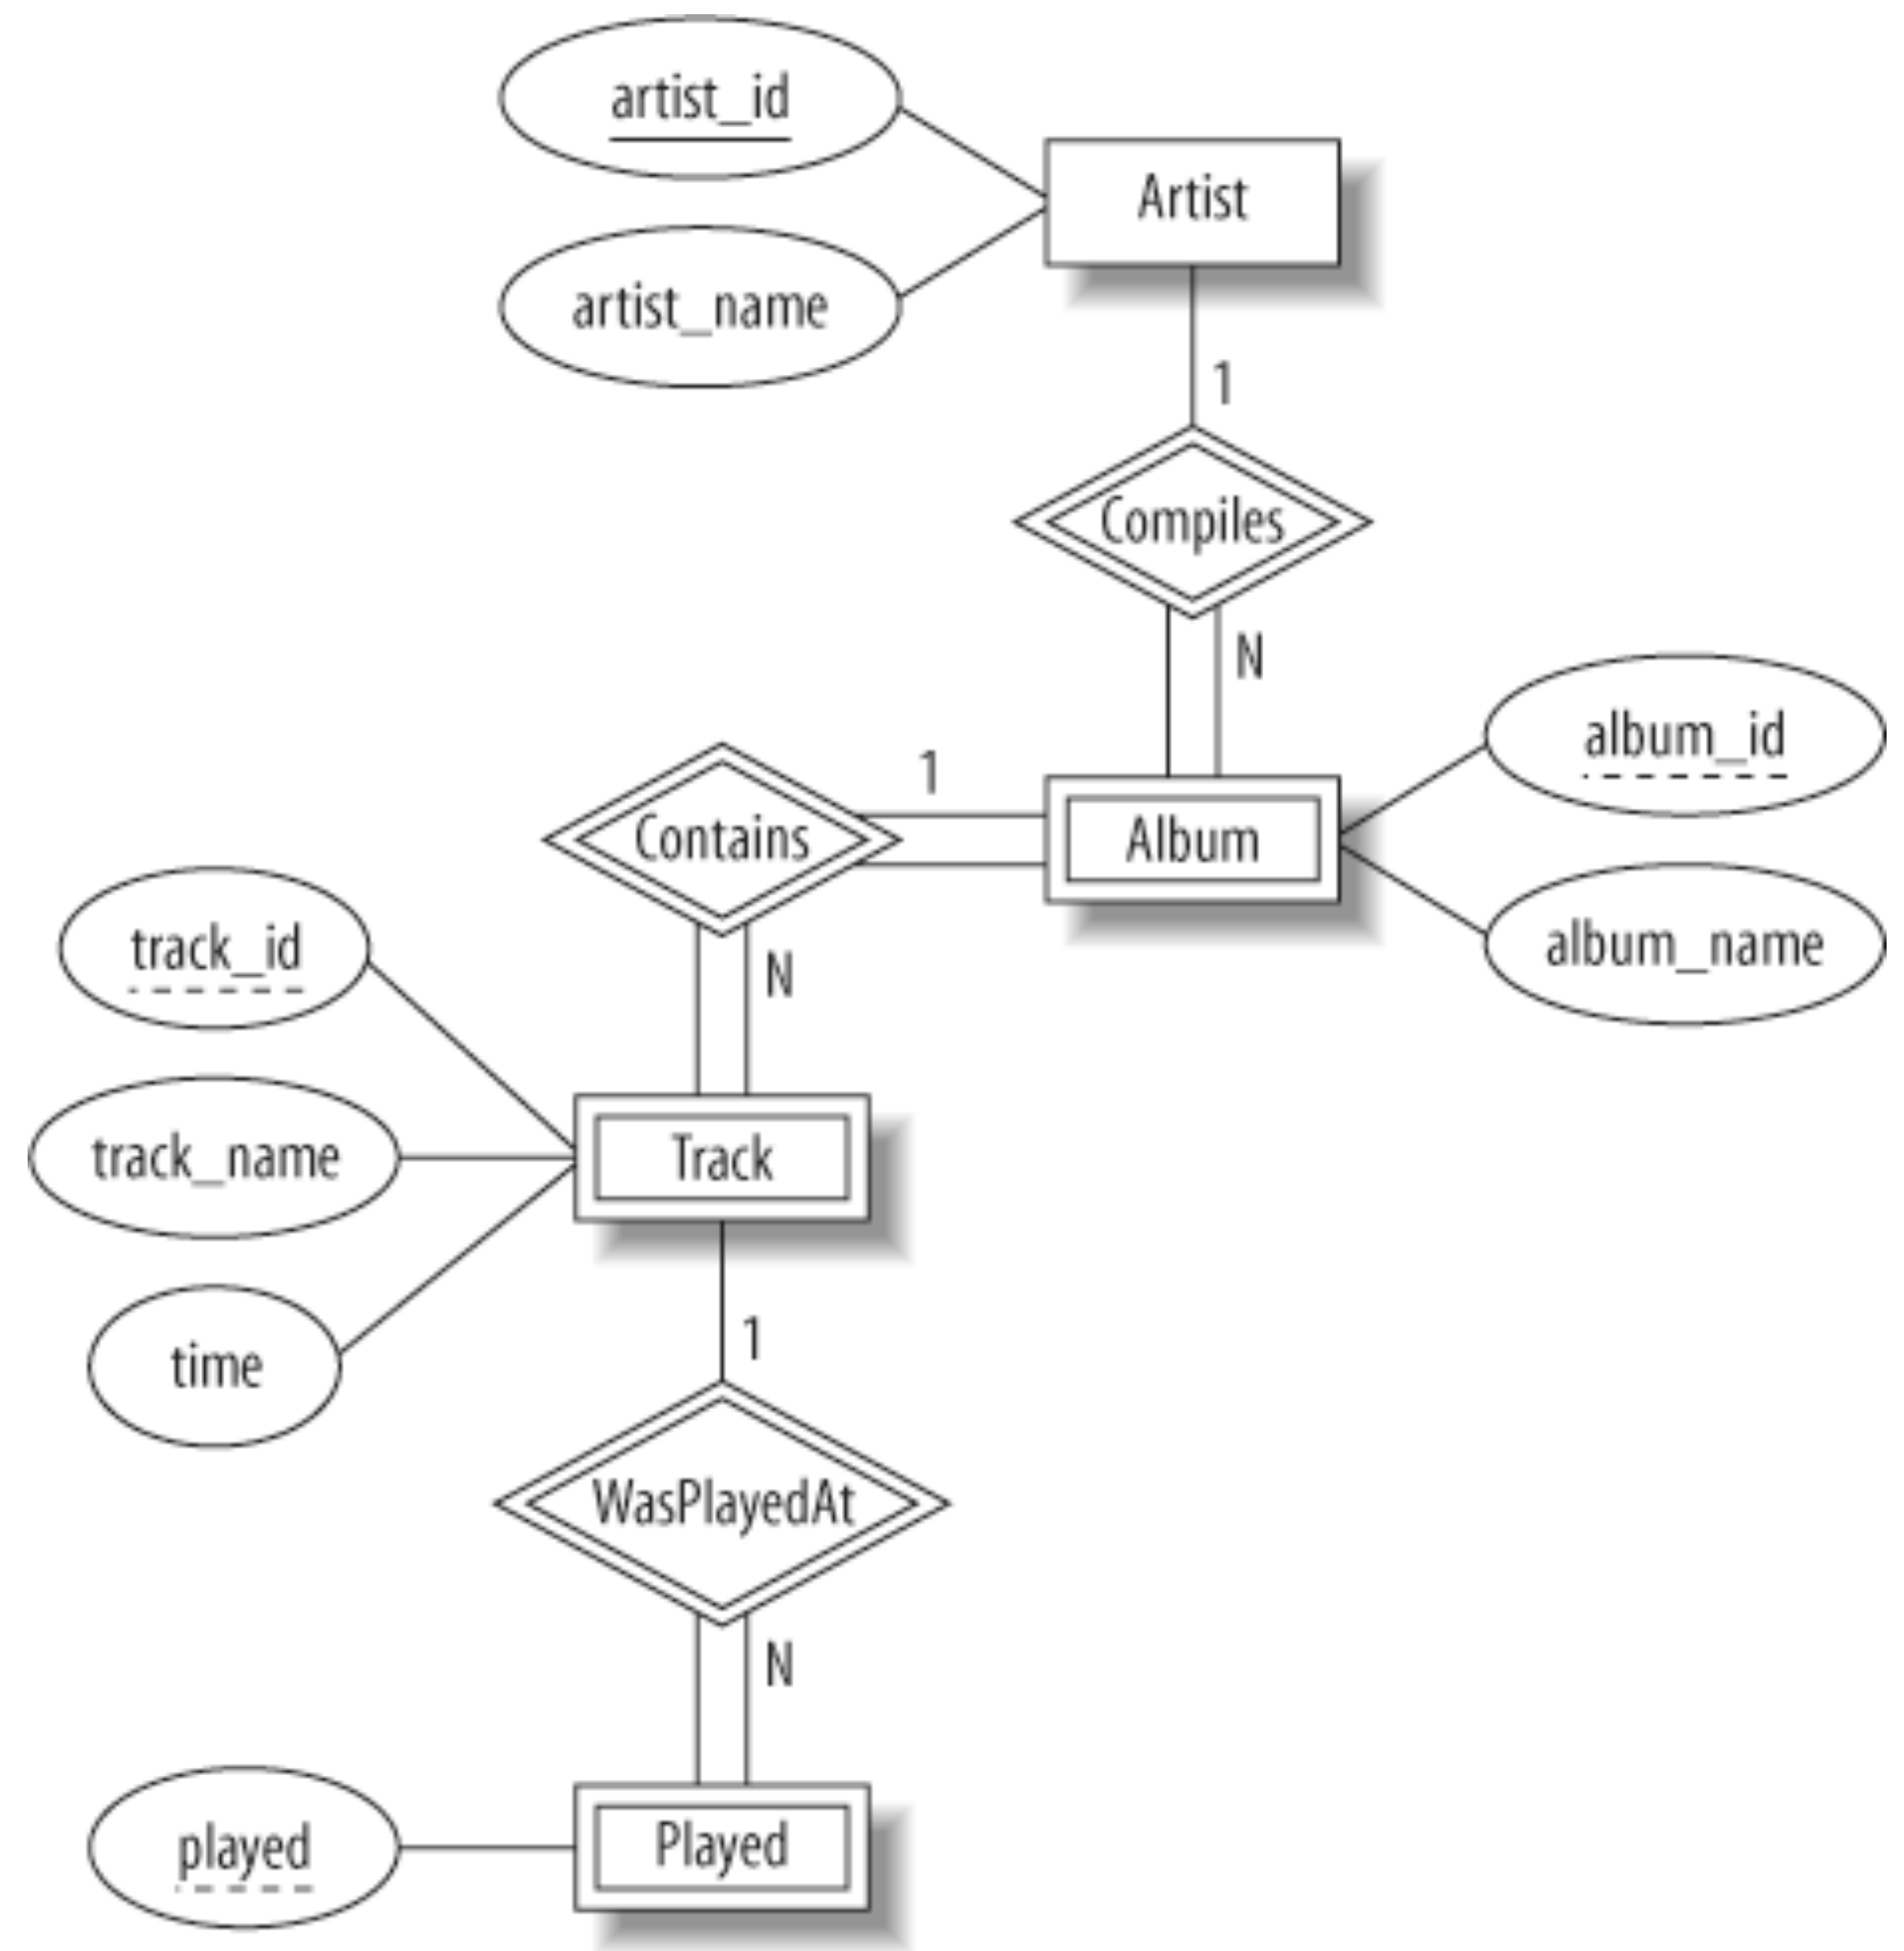 artist_id
Artist
artist_name
1
Compiles
N
album_id
1
Contains
Album
album_name
track_id
N
track_name
Track
time
1
WasPlayedAt
N
played
Played